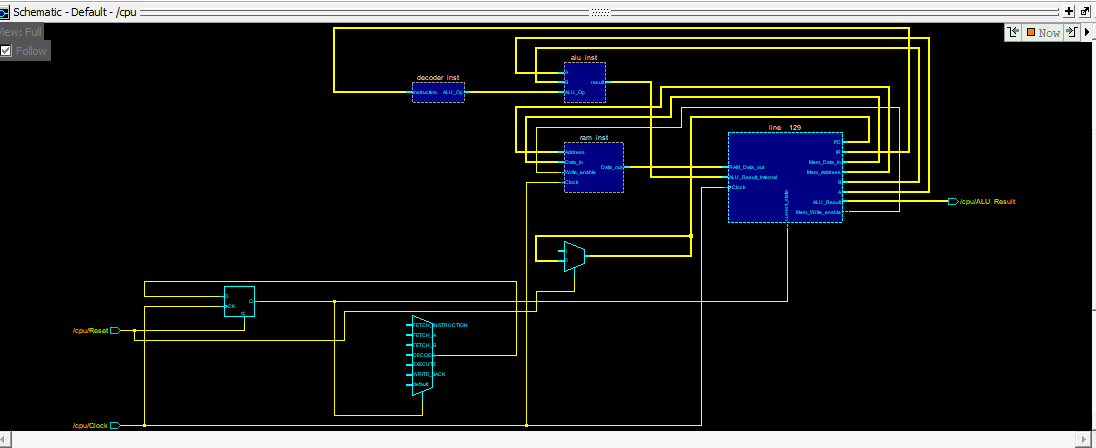 Schematic - Default - /cpu
View: Full
Follow
Now
alu_inst
A
B
ALU_Op
result
decoder_inst
instruction
ALU_Op
ram_inst
Address
Data_in
Write_enable
Clock
Data_out
line__129
RAM_Data_out
ALU_Result_Internal
Clock
current_state
PC
IR
Mem_Data_in
Mem_Address
B
A
ALU_Result
Mem_Write_enable
/cpu/ALU_Result
D
CK
R
Q
/cpu/Reset
FETCH_INSTRUCTION
FETCH_A
FETCH_B
DECODE
EXECUTE
WRITE_BACK
default
/cpu/Clock